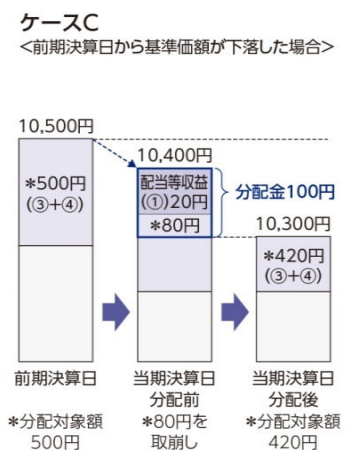 ケースC
<前期決算日から基準価額が下落した場合>
10,500円
*500円
(③+④)
10,400円
配当等収益
(①)20円
*80円
分配金100円
10,300円
*420円
(③+④)
前期決算日
当期決算日
分配前
当期決算日
分配後
*分配対象額
500円
*80円を
取崩し
*分配対象額
420円